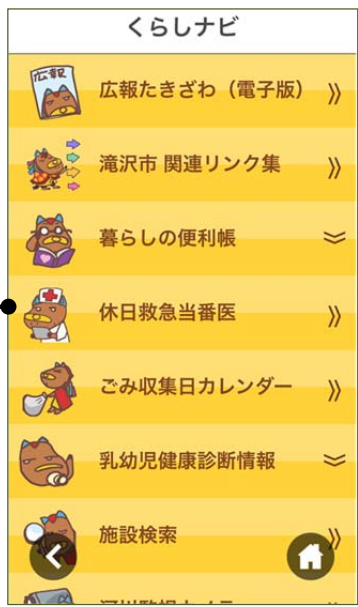 くらしナビ
広報
広報たきざわ（電子版）
滝沢市 関連リンク集
暮らしの便利帳
休日救急当番医
ごみ収集日カレンダー
乳幼児健康診断情報
施設検索